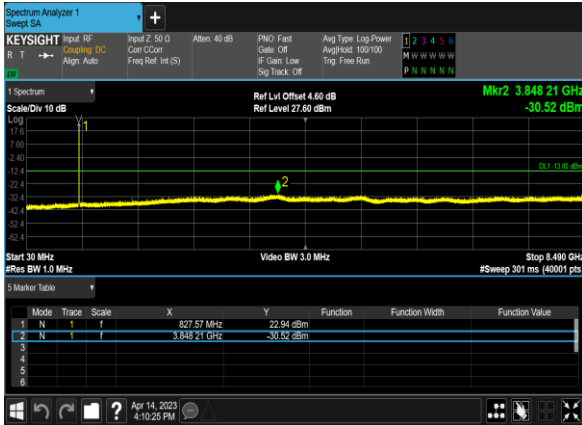 Spectrum Analyzer 1
Swept SA
KEYSIGHT Input: RF Input Z: 50 Ω Atten: 40 dB PNO: Fast Avg Type: Log-Power 1 2 3 4 5 6
R T Coupling: DC Corr CCorr Gate: Off Avg|Hold: 100/100 M W W W W W
Align: Auto Freq Ref: Int (S) IF Gain: Low Trig: Free Run
LXI Sig Track: Off P N N N N N
1 Spectrum Ref Lvl Offset 4.60 dB Mkr2 3.848 21 GHz
Scale/Div 10 dB Ref Level 27.60 dBm -30.52 dBm
Log
1
17.6
7.60
-2.40
-12.4 DL1 -13.00 dBm
-22.4 2
-32.4
-42.4
-52.4
-62.4
Start 30 MHz Video BW 3.0 MHz Stop 8.490 GHz
#Res BW 1.0 MHz #Sweep 301 ms (40001 pts
5 Marker Table
Mode Trace Scale X Y Function Function Width Function Value
1 N 1 f 827.57 MHz 22.94 dBm
2 N 1 f 3.848 21 GHz -30.52 dBm
3
4
5
6
? Apr 14, 2023
4:10:25 PM